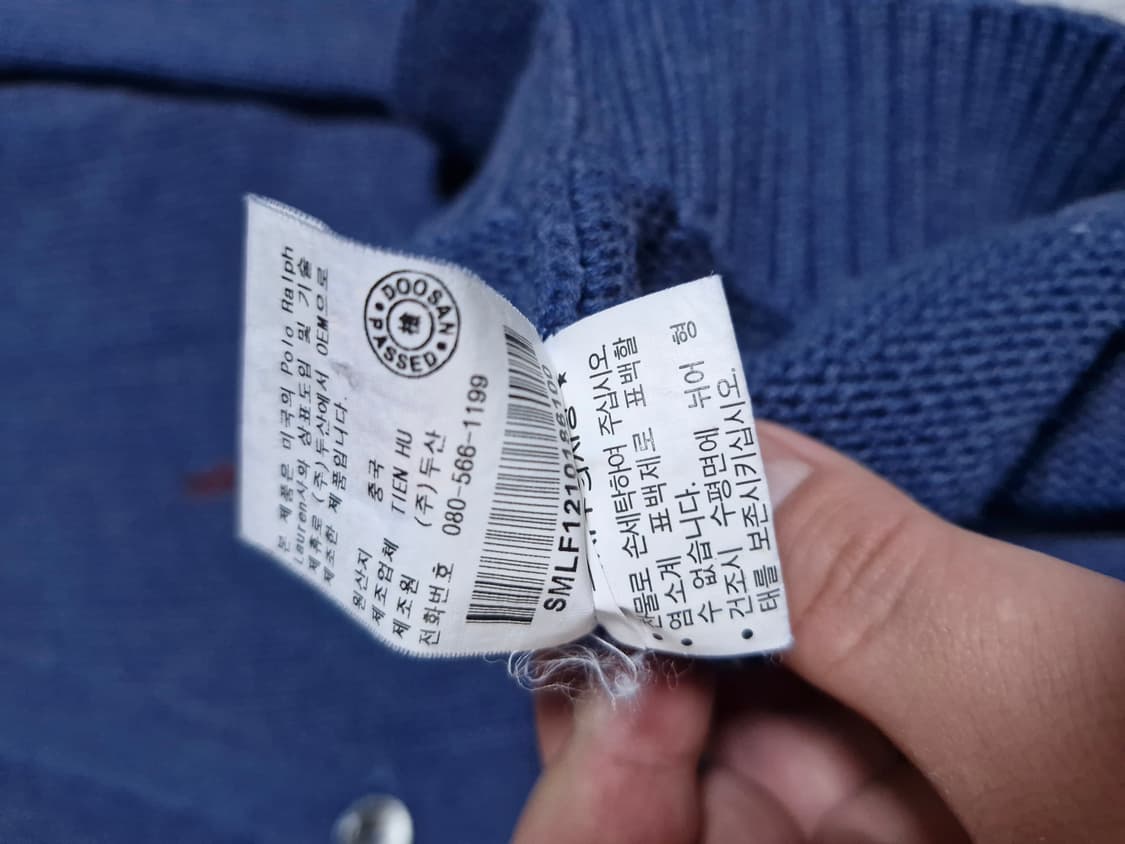 본 제품은 미국의 Polo Ralph
Lauren사와 상표도입 및 기술
제휴로 (주)두산에서 OEM으로
제조한 제품입니다.
DOOSAN
檢
PASSED
원산지 중국
제조업체 TIEN HU
제조원 (주)두산
전화번호 080-566-1199
SMLF1210188100
찬물로 손세탁하여 주십시오
염소계 표백제로 표백할
수 없습니다.
건조시 수평면에 뉘어 형
태를 보존시키십시오.